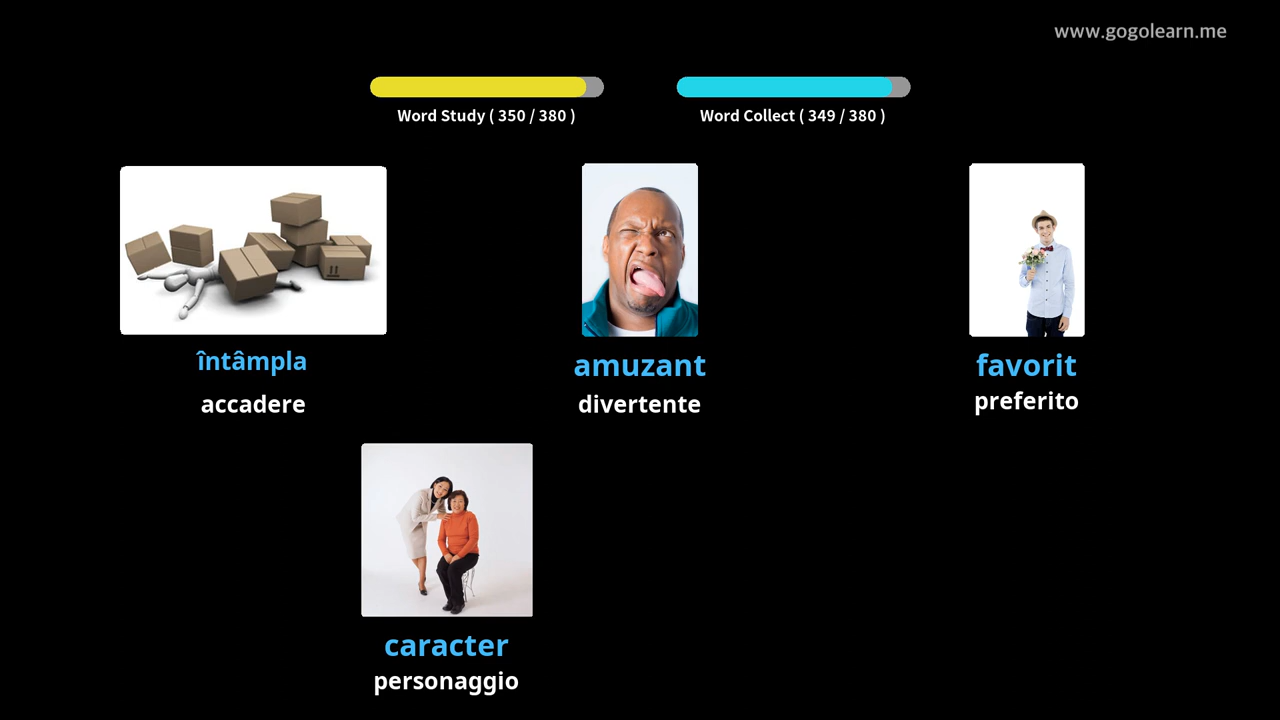 www.gogolearn.me
Word Study ( 350 / 380 )
Word Collect ( 349 / 380 )
întâmpla
accadere
amuzant
divertente
favorit
preferito
caracter
personaggio